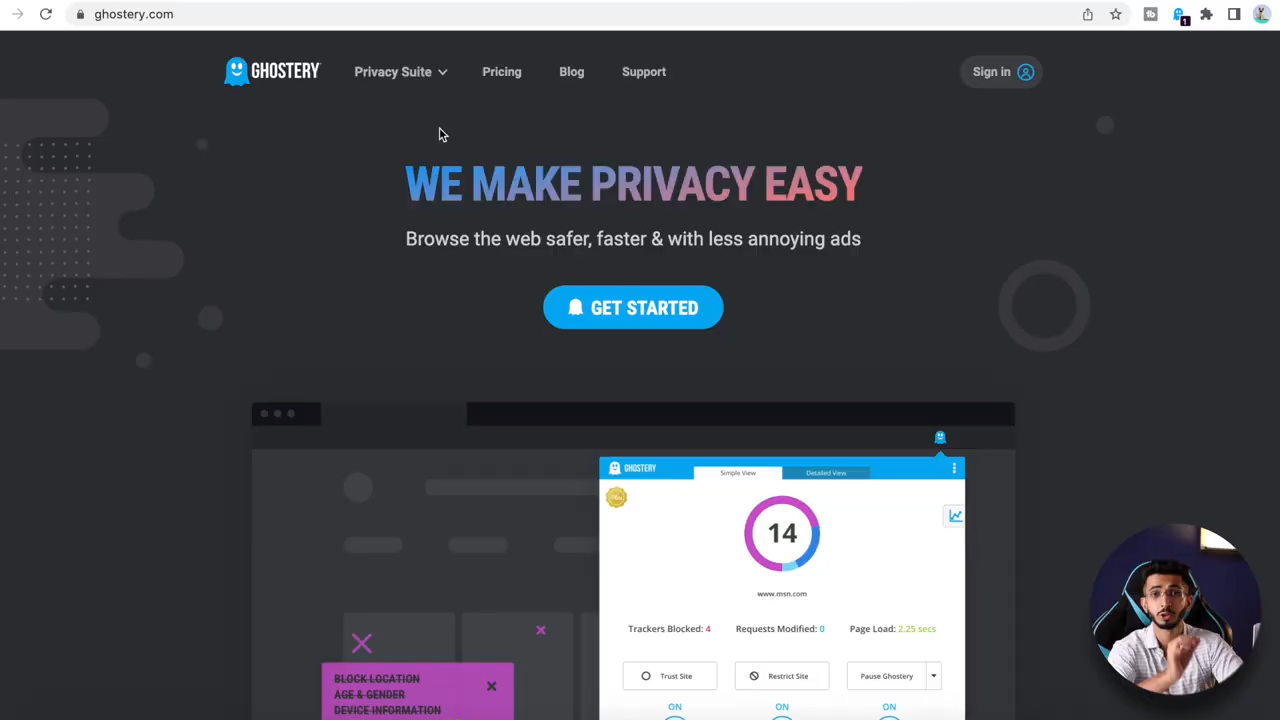 ghostery.com
1
GHOSTERY
Privacy Suite
Pricing
Blog
Support
Sign in
WE MAKE PRIVACY EASY
Browse the web safer, faster & with less annoying ads
GET STARTED
GHOSTERY
Simple View
Detailed View
14
www.msn.com
Trackers Blocked: 4
Requests Modified: 0
Page Load: 2.25 secs
Trust Site
Restrict Site
Pause Ghostery
BLOCK LOCATION
AGE & GENDER
DEVICE INFORMATION
ON
ON
ON